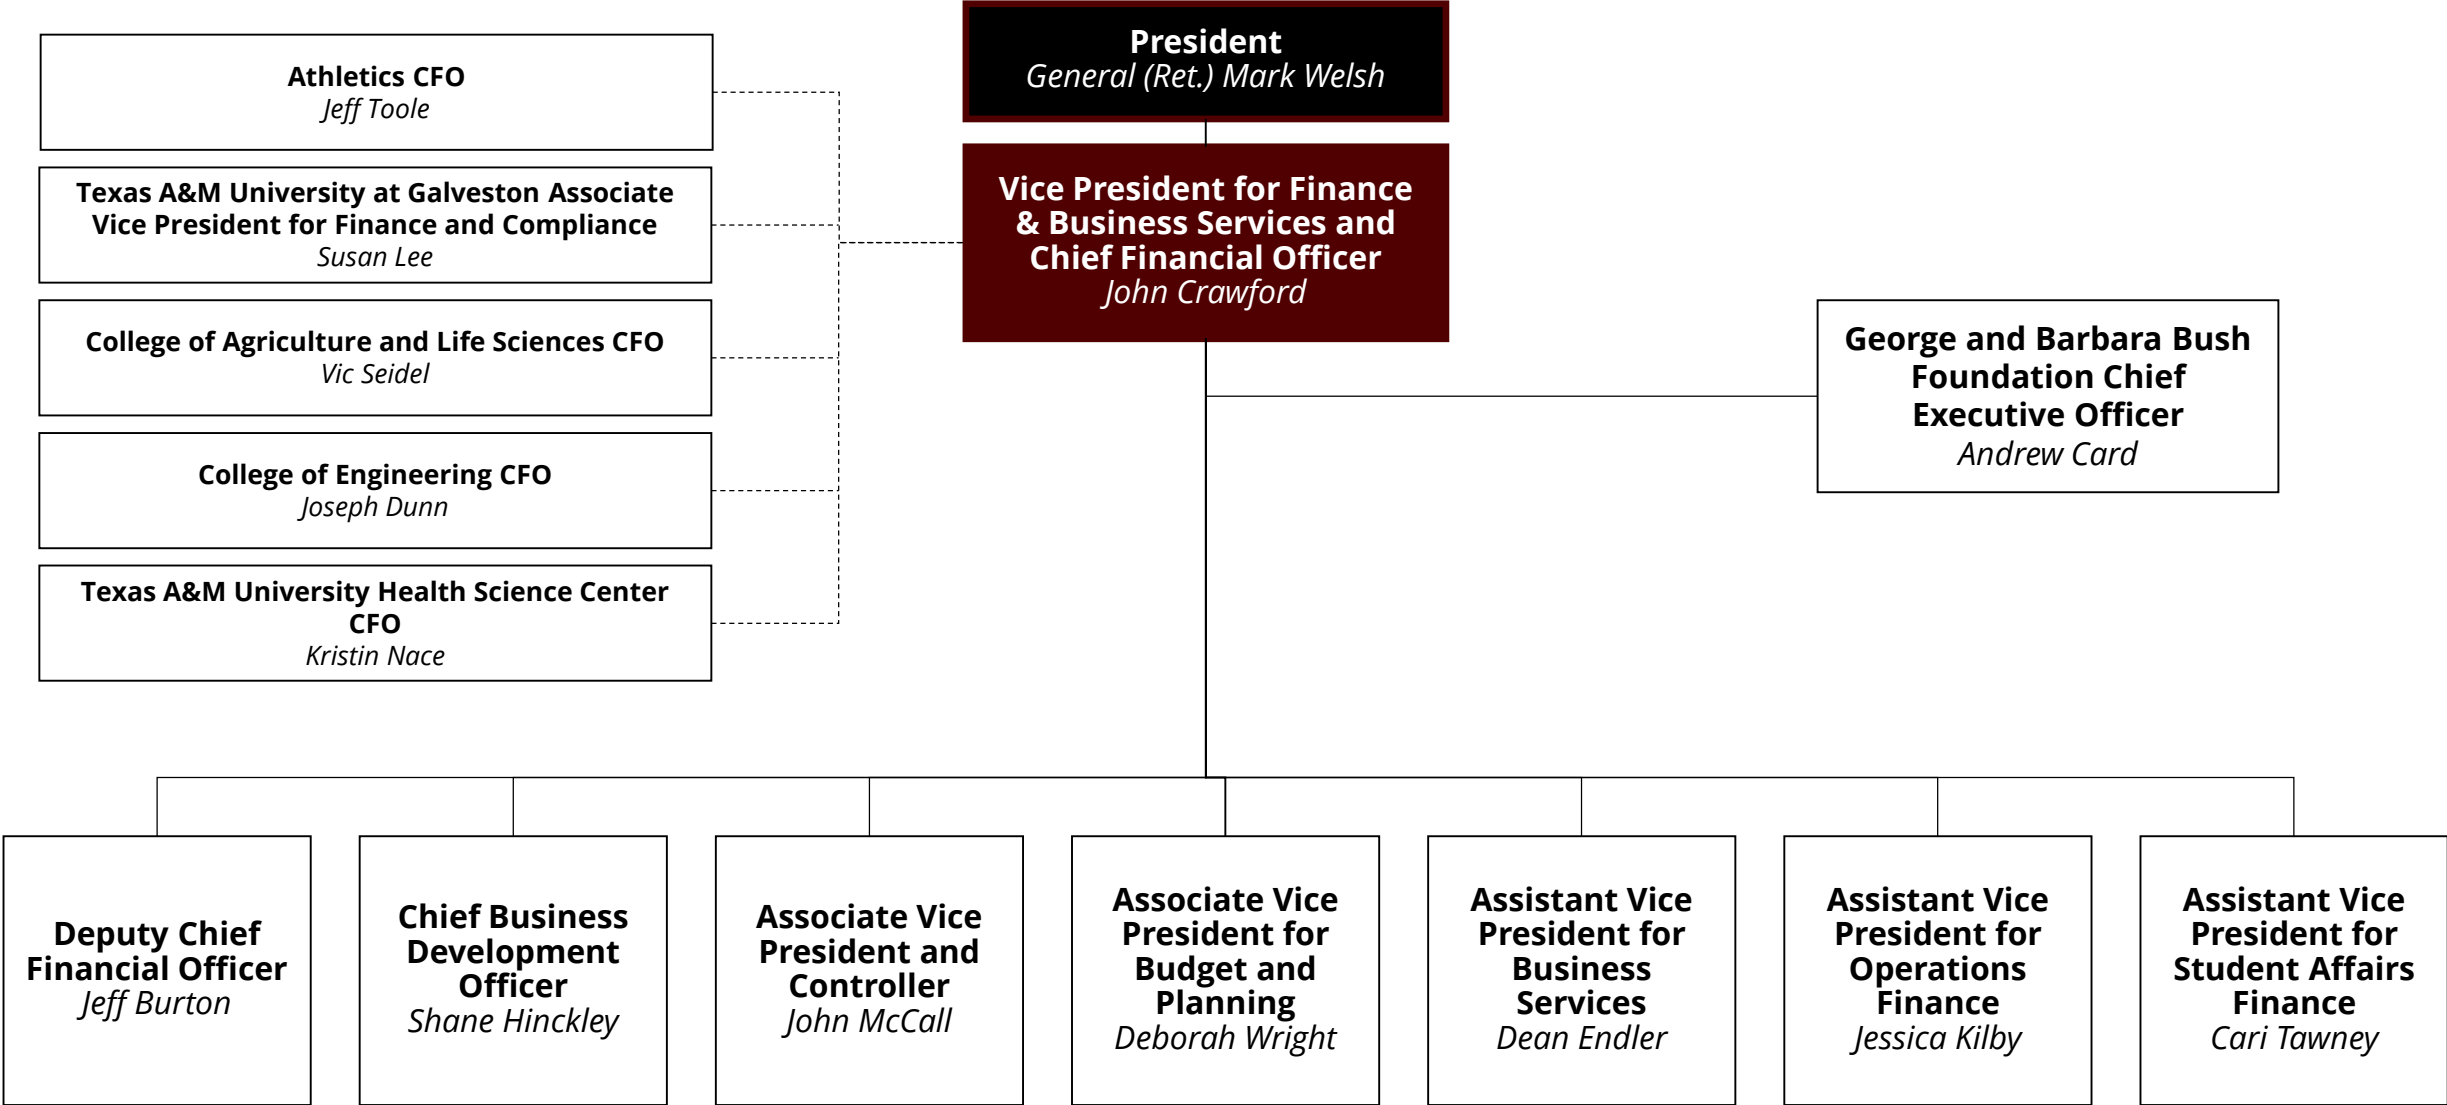 President
General (Ret.) Mark Welsh
Vice President for Finance
& Business Services and
Chief Financial Officer
John Crawford
Athletics CFO
Jeff Toole
Texas A&M University at Galveston Associate
Vice President for Finance and Compliance
Susan Lee
College of Agriculture and Life Sciences CFO
Vic Seidel
College of Engineering CFO
Joseph Dunn
Texas A&M University Health Science Center
CFO
Kristin Nace
George and Barbara Bush
Foundation Chief
Executive Officer
Andrew Card
Deputy Chief
Financial Officer
Jeff Burton
Chief Business
Development
Officer
Shane Hinckley
Associate Vice
President and
Controller
John McCall
Associate Vice
President for
Budget and
Planning
Deborah Wright
Assistant Vice
President for
Business
Services
Dean Endler
Assistant Vice
President for
Operations
Finance
Jessica Kilby
Assistant Vice
President for
Student Affairs
Finance
Cari Tawney